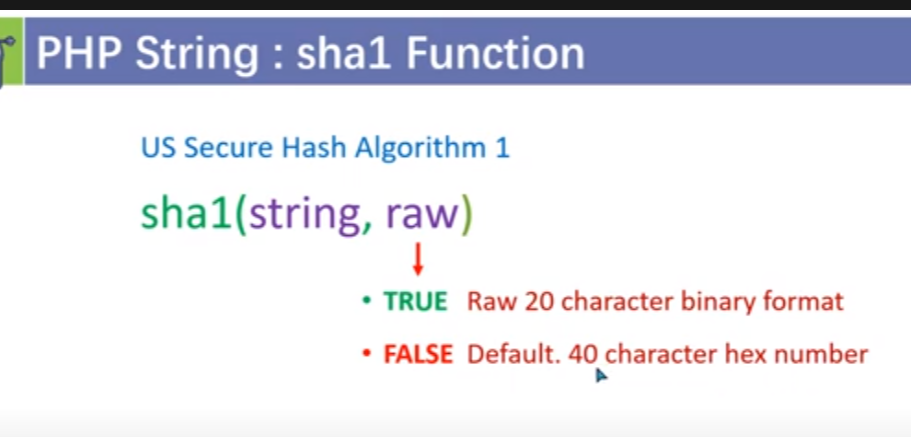 PHP String : sha1 Function
US Secure Hash Algorithm 1
sha1(string, raw)
• TRUE Raw 20 character binary format
• FALSE Default. 40 character hex number